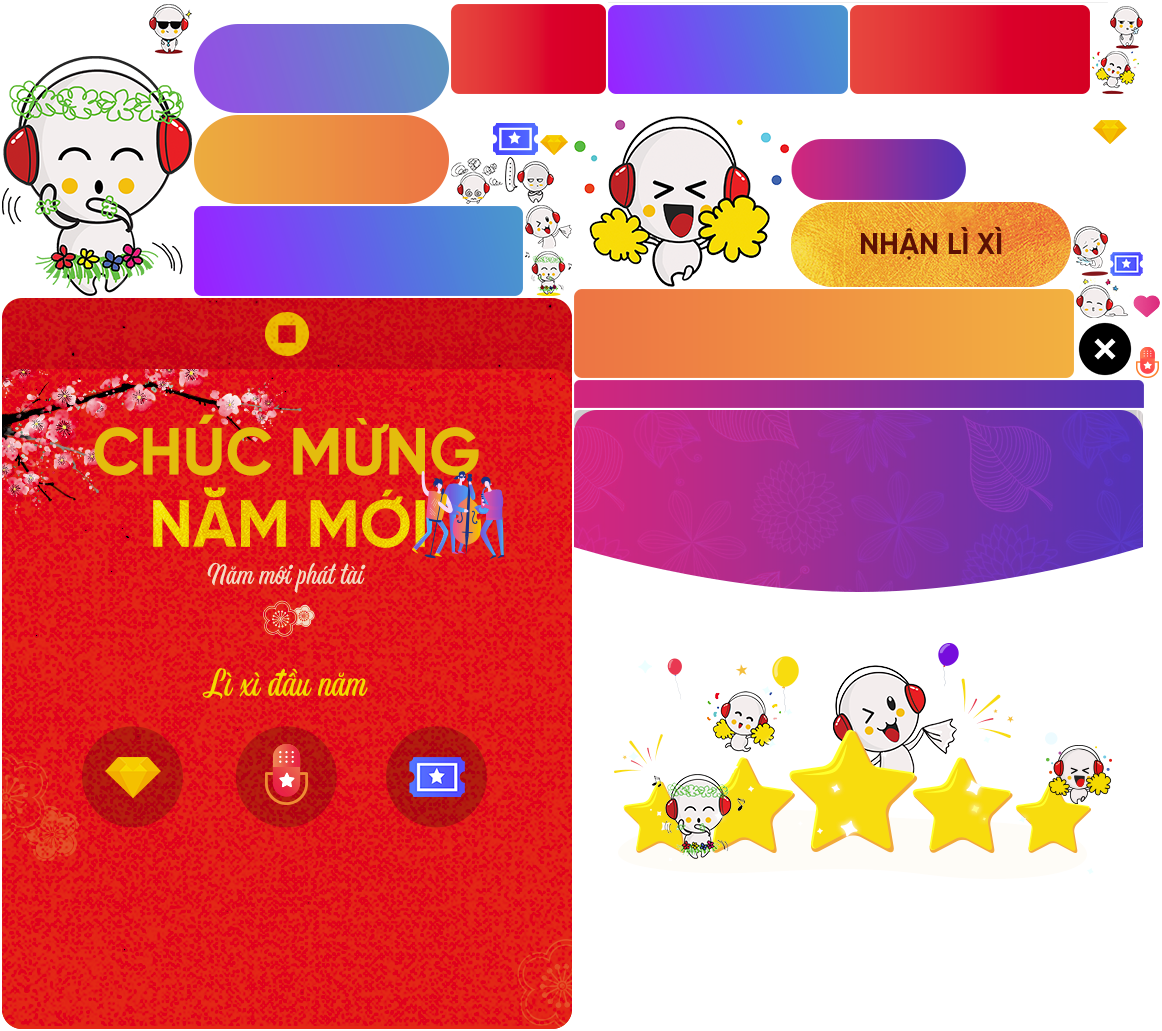 NHẬN LÌ XÌ
CHÚC MỪNG
NĂM MỚI
Năm mới phát tài
Lì xì đầu năm